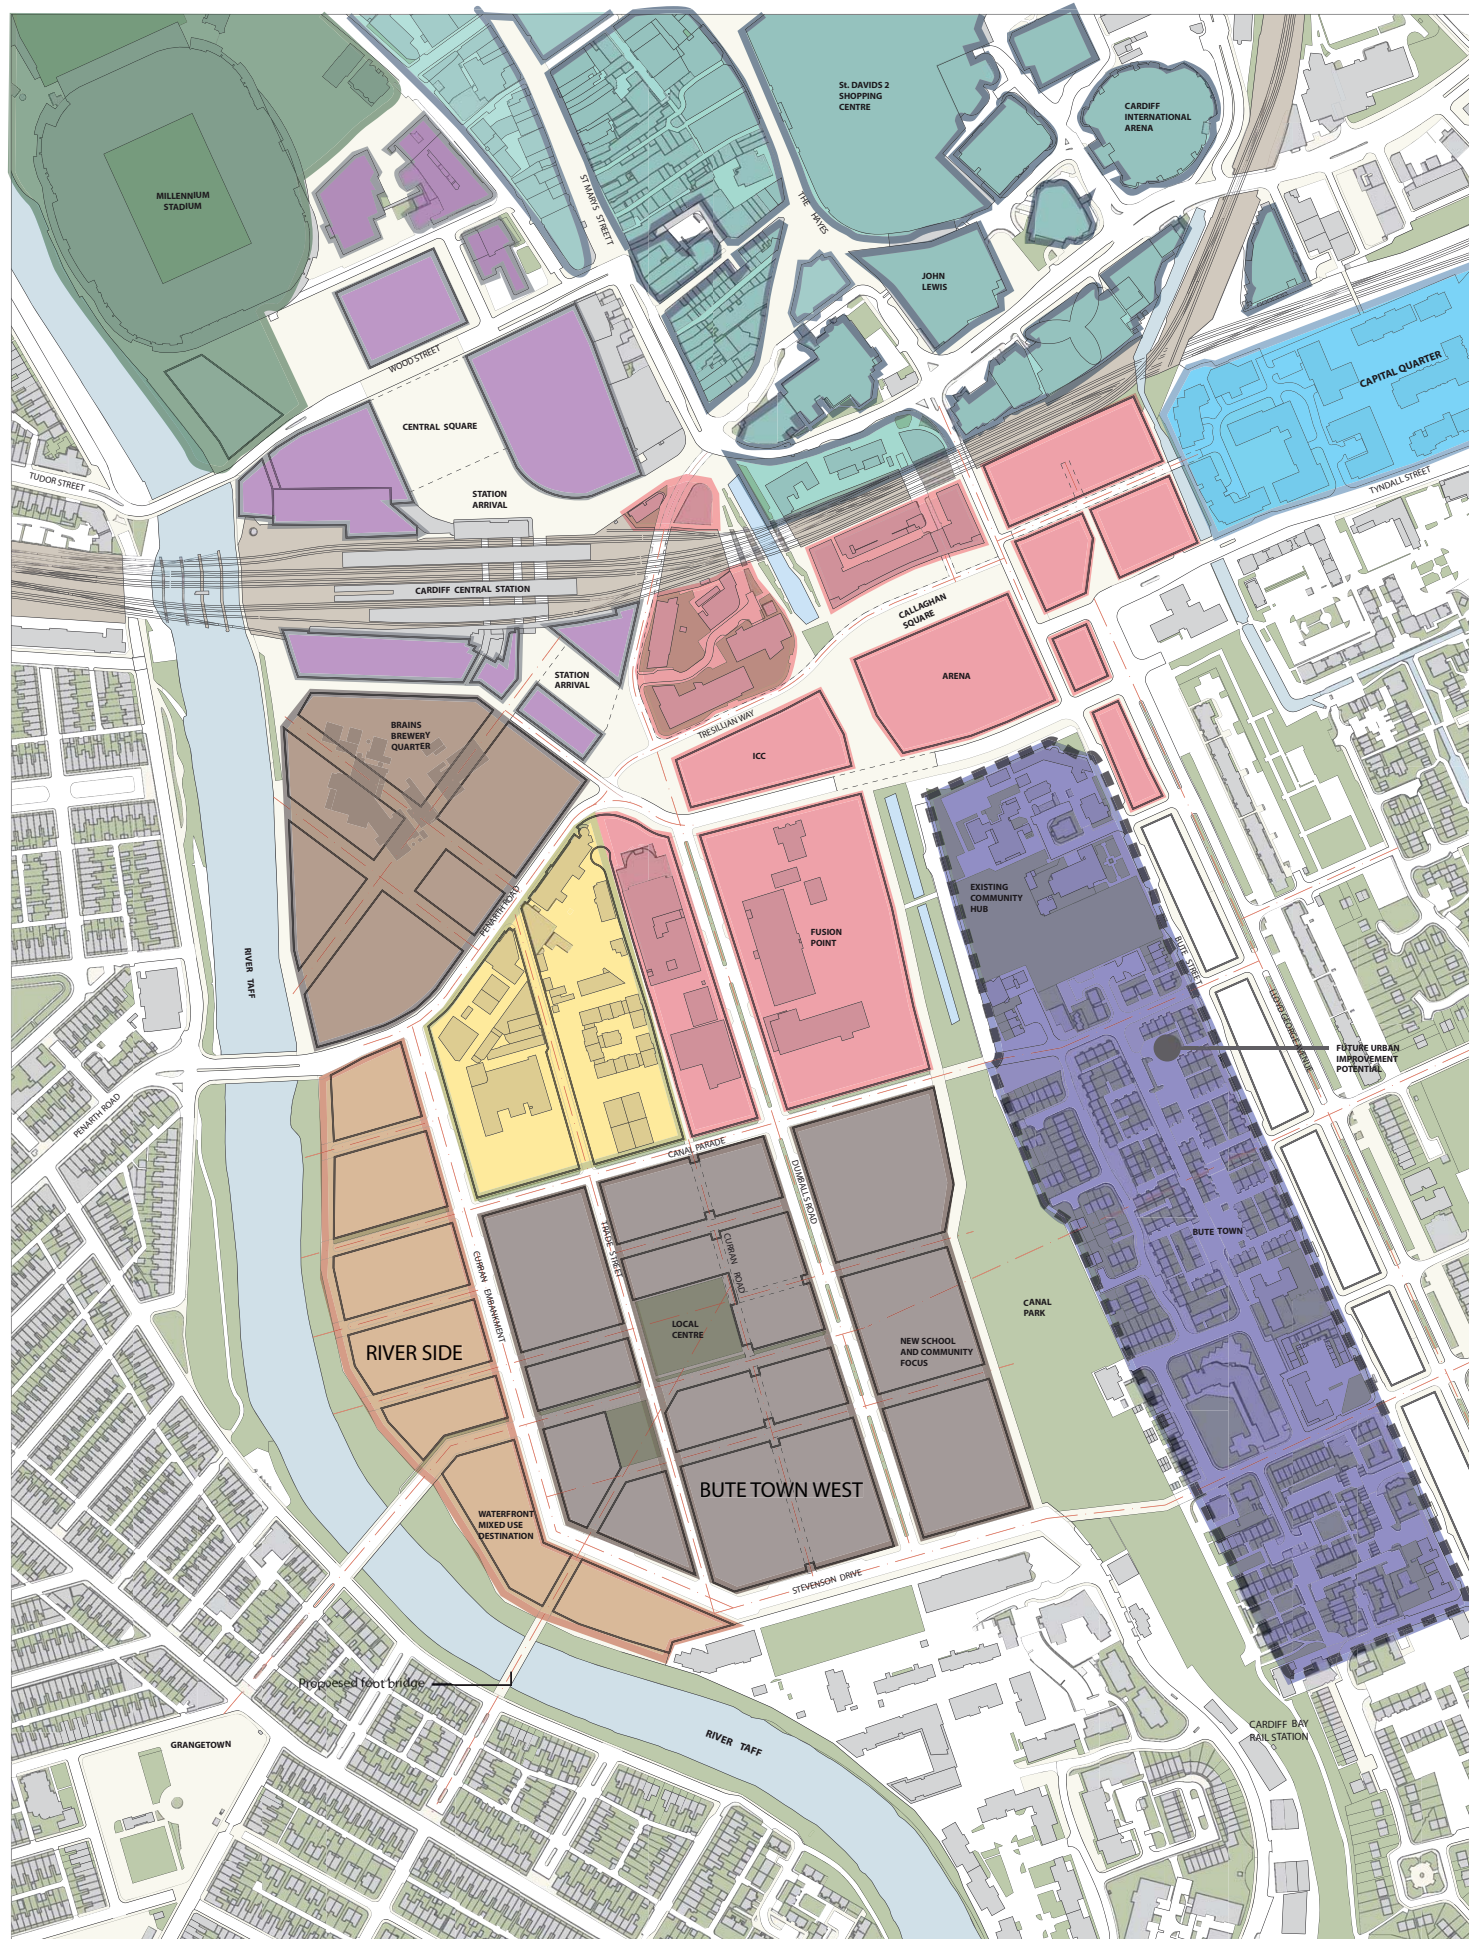 St. DAVIDS 2
SHOPPING
CENTRE
CARDIFF
INTERNATIONAL
ARENA
MILLENNIUM
STADIUM
ST MARYS STREETT
THE HAYES
JOHN
LEWIS
WOOD STREET
CAPITAL QUARTER
CENTRAL SQUARE
TUDOR STREET
STATION
ARRIVAL
TYNDALL STREET
CARDIFF CENTRAL STATION
CALLAGHAN
SQUARE
STATION
ARRIVAL
ARENA
BRAINS
BREWERY
QUARTER
TRESILLIAN WAY
ICC
EXISTING
COMMUNITY
HUB
PENARTH ROAD
FUSION
POINT
RIVER TAFF
BUTE STREET
LLOYD GEORGE AVENUE
FUTURE URBAN
IMPROVEMENT
POTENTIAL
PENARTH ROAD
CANAL PARADE
DUMBALLS ROAD
TRADE STREET
CURRAN ROAD
CURRAN EMBANKMENT
BUTE TOWN
CANAL
PARK
LOCAL
CENTRE
NEW SCHOOL
AND COMMUNITY
FOCUS
RIVER SIDE
BUTE TOWN WEST
WATERFRONT
MIXED USE
DESTINATION
STEVENSON DRIVE
Propoesed foot bridge
GRANGETOWN
RIVER TAFF
CARDIFF BAY
RAIL STATION